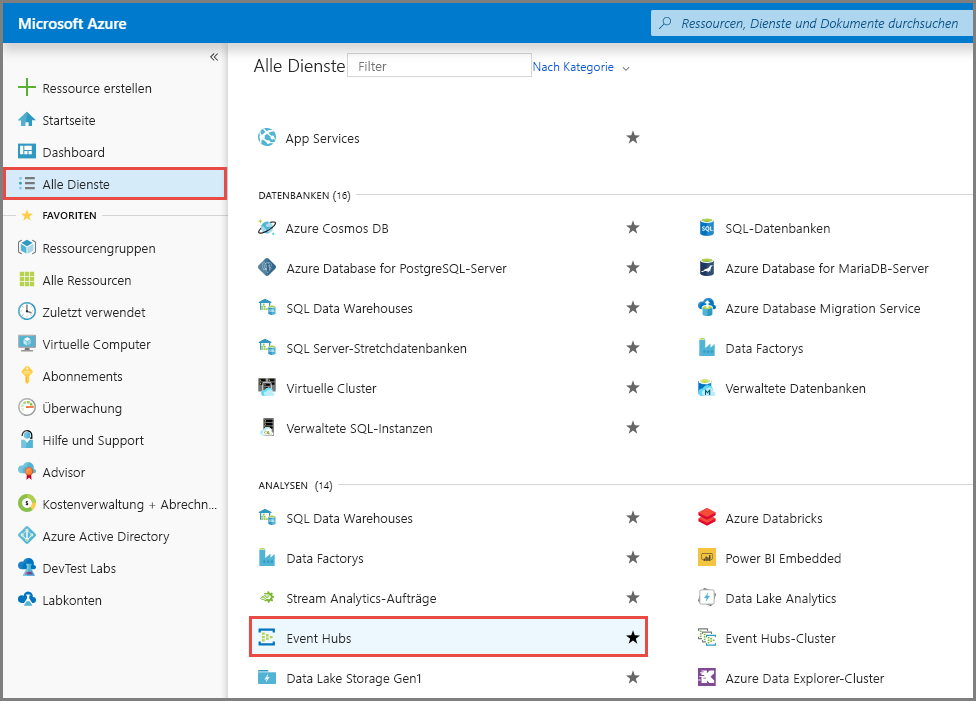 Microsoft Azure
Ressourcen, Dienste und Dokumente durchsuchen
«
Ressource erstellen
Startseite
Dashboard
Alle Dienste
FAVORITEN
Ressourcengruppen
Alle Ressourcen
Zuletzt verwendet
Virtuelle Computer
Abonnements
Überwachung
Hilfe und Support
Advisor
Kostenverwaltung + Abrechn...
Azure Active Directory
DevTest Labs
Labkonten
Alle Dienste
Filter
Nach Kategorie
App Services
DATENBANKEN (16)
Azure Cosmos DB
SQL-Datenbanken
Azure Database for PostgreSQL-Server
Azure Database for MariaDB-Server
SQL Data Warehouses
Azure Database Migration Service
SQL Server-Stretchdatenbanken
Data Factorys
Virtuelle Cluster
Verwaltete Datenbanken
Verwaltete SQL-Instanzen
ANALYSEN (14)
SQL Data Warehouses
Azure Databricks
Data Factorys
Power BI Embedded
Stream Analytics-Aufträge
Data Lake Analytics
Event Hubs
Event Hubs-Cluster
Data Lake Storage Gen1
Azure Data Explorer-Cluster